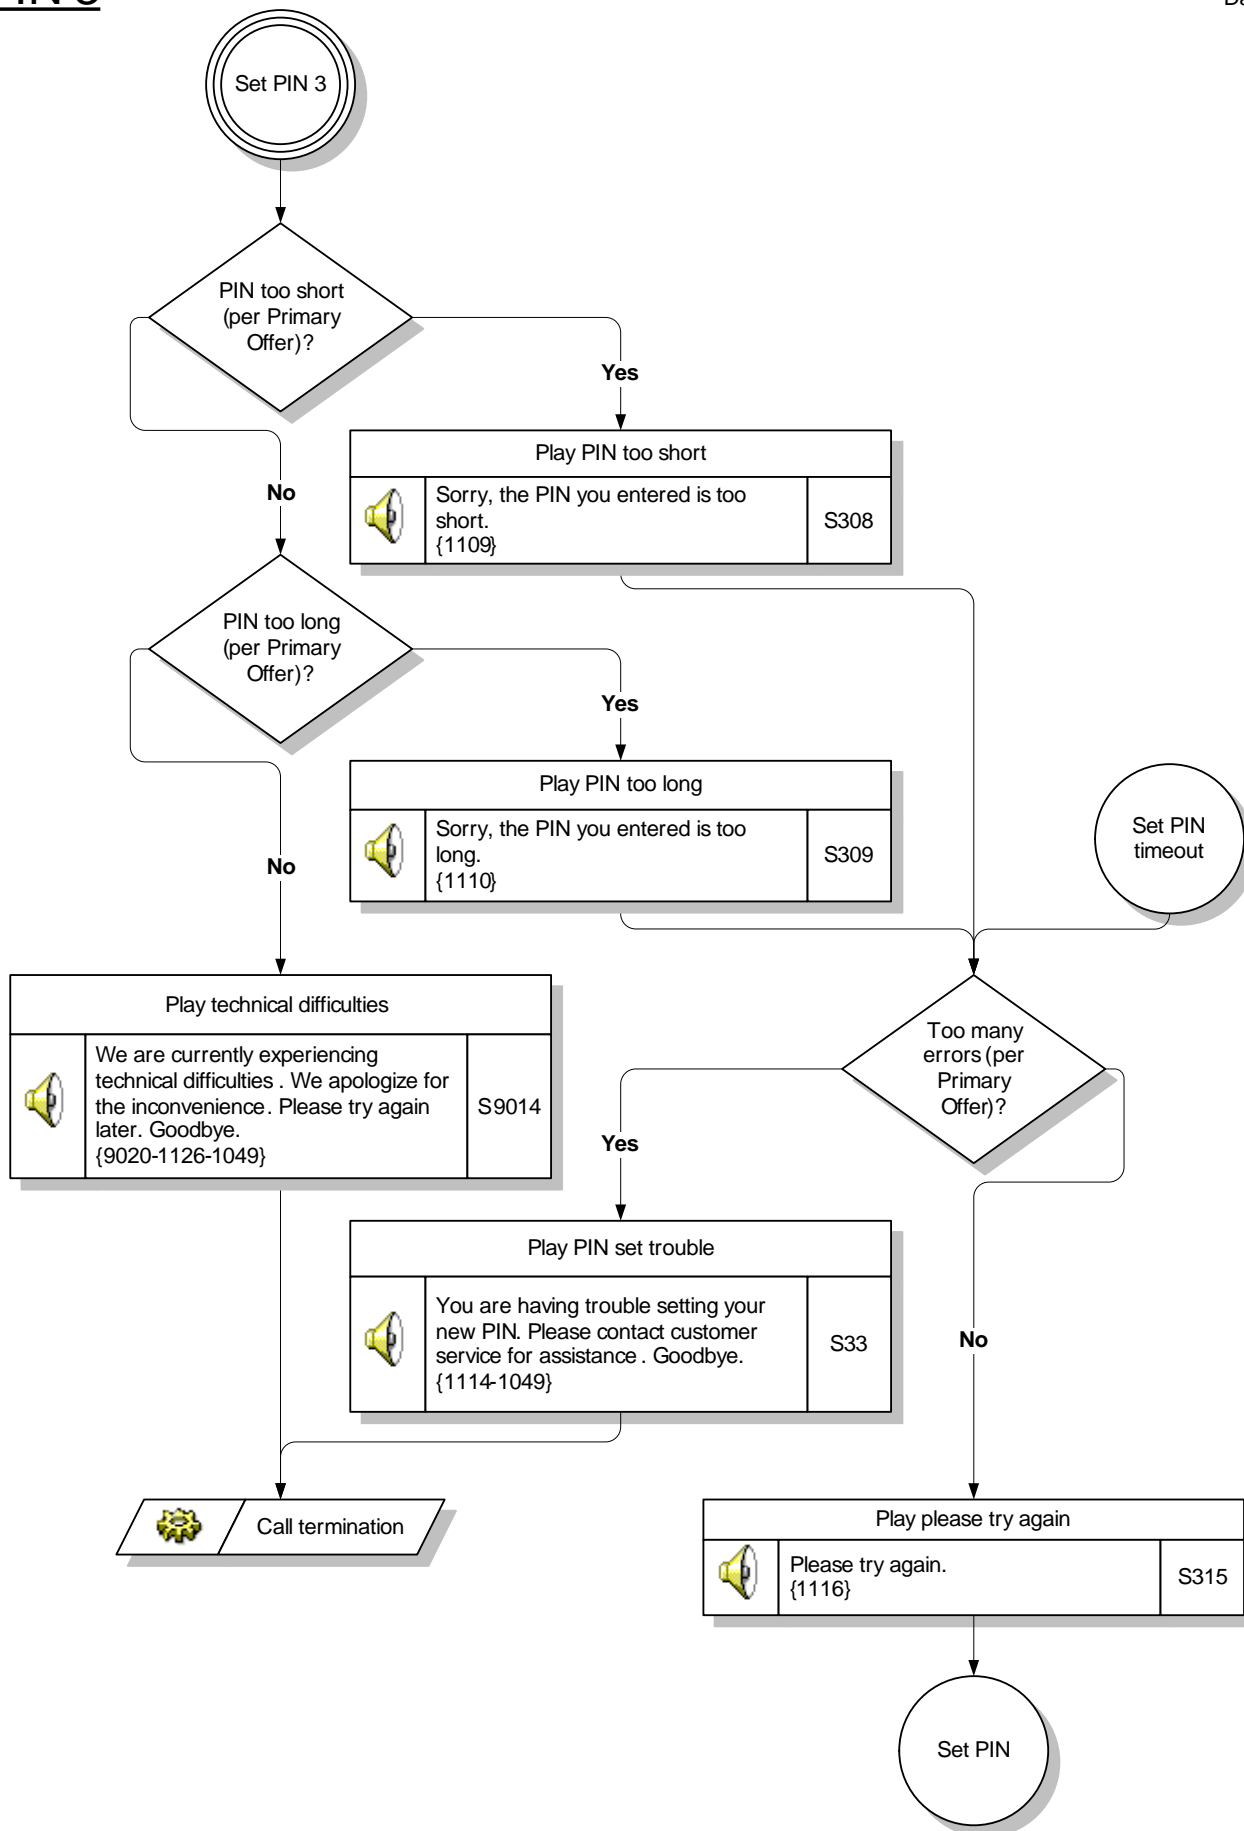 Set PIN 3
PIN too short
(per Primary
Offer)?
Yes
No
Play PIN too short
Sorry, the PIN you entered is too
short.
{1109}
S308
PIN too long
(per Primary
Offer)?
Yes
No
Play PIN too long
Sorry, the PIN you entered is too
long.
{1110}
S309
Set PIN
timeout
Play technical difficulties
We are currently experiencing
technical difficulties . We apologize for
the inconvenience . Please try again
later. Goodbye.
{9020-1126-1049}
S9014
Too many
errors (per
Primary
Offer)?
Yes
No
Play PIN set trouble
You are having trouble setting your
new PIN. Please contact customer
service for assistance . Goodbye.
{1114-1049}
S33
Call termination
Play please try again
Please try again.
{1116}
S315
Set PIN